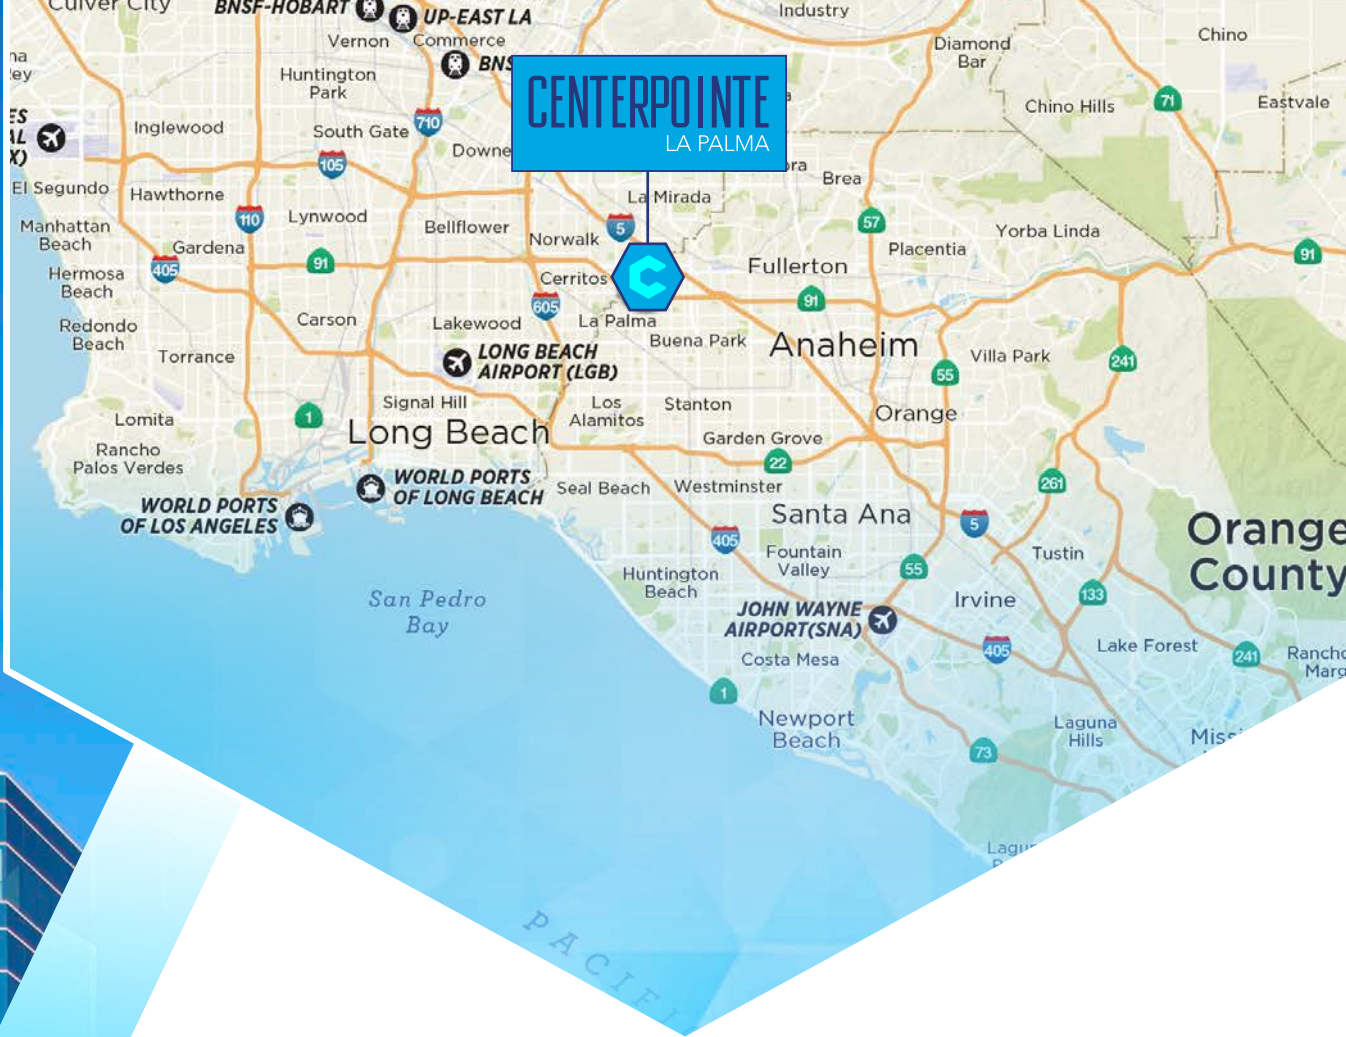 Culver City
BNSF-HOBART
UP-EAST LA
Industry
Vernon
Commerce
Diamond
Bar
Chino
Huntington
Park
Chino Hills
71
Eastvale
CENTERPOINTE
LA PALMA
Inglewood
South Gate
710
105
El Segundo
Hawthorne
Brea
La Mirada
110
Lynwood
Bellflower
Norwalk
5
57
Manhattan
Beach
Gardena
Placentia
Yorba Linda
405
91
Cerritos
C
Fullerton
91
Hermosa
Beach
605
91
Redondo
Beach
Carson
Lakewood
La Palma
Torrance
LONG BEACH
AIRPORT (LGB)
Buena Park
Anaheim
Villa Park
55
241
Lomita
1
Signal Hill
Los
Alamitos
Stanton
Orange
Long Beach
Garden Grove
22
Rancho
Palos Verdes
WORLD PORTS
OF LONG BEACH
Seal Beach
Westminster
261
WORLD PORTS
OF LOS ANGELES
Santa Ana
5
Orange
County
405
Fountain
Valley
55
Tustin
Huntington
Beach
133
San Pedro
Bay
JOHN WAYNE
AIRPORT(SNA)
Irvine
405
Lake Forest
241
Costa Mesa
1
Newport
Beach
Laguna
Hills
73